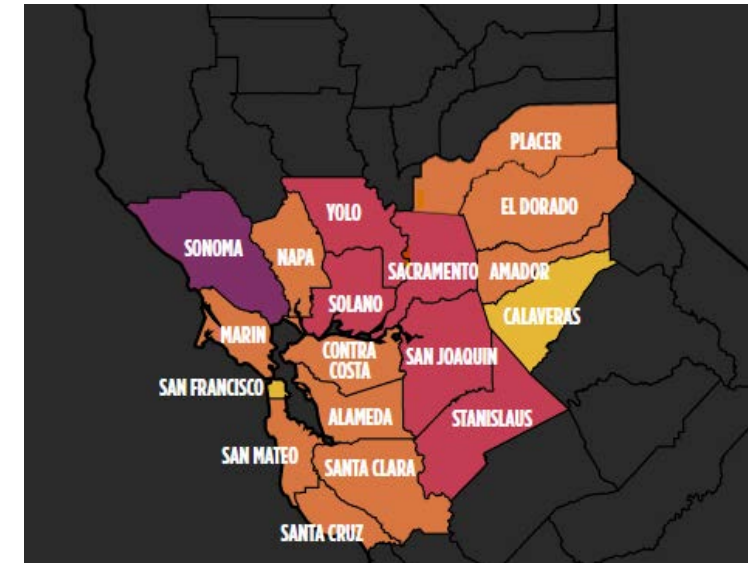 PLACER
EL DORADO
YOLO
SONOMA
NAPA
SACRAMENTO
AMADOR
SOLANO
CALAVERAS
MARIN
CONTRA
COSTA
SAN JOAQUIN
SAN FRANCISCO
ALAMEDA
STANISLAUS
SAN MATEO
SANTA CLARA
SANTA CRUZ